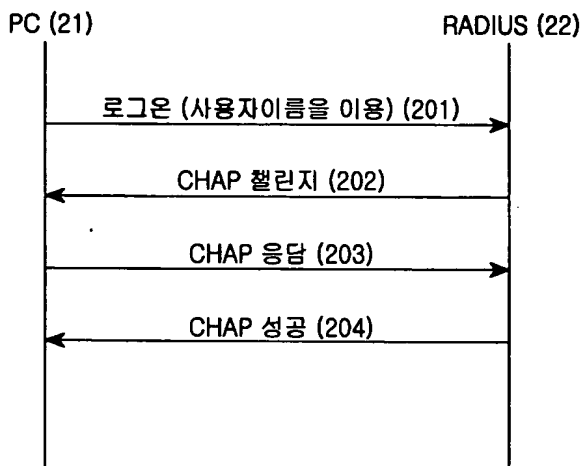 PC (21)
RADIUS (22)
로그온 (사용자이름을 이용) (201)
CHAP 챌린지 (202)
CHAP 응답 (203)
CHAP 성공 (204)